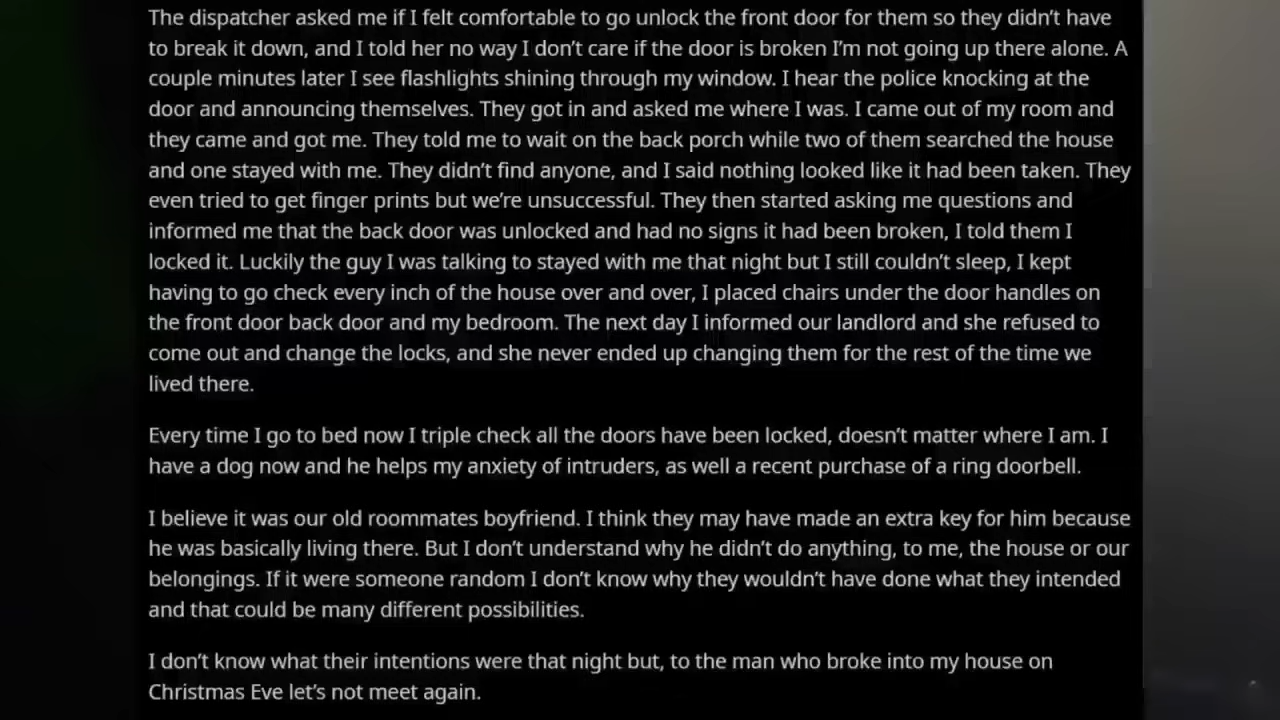 The dispatcher asked me if I felt comfortable to go unlock the front door for them so they didn't have
to break it down, and I told her no way I don't care if the door is broken I'm not going up there alone. A
couple minutes later I see flashlights shining through my window. I hear the police knocking at the
door and announcing themselves. They got in and asked me where I was. I came out of my room and
they came and got me. They told me to wait on the back porch while two of them searched the house
and one stayed with me. They didn't find anyone, and I said nothing looked like it had been taken. They
even tried to get finger prints but we're unsuccessful. They then started asking me questions and
informed me that the back door was unlocked and had no signs it had been broken, I told them I
locked it. Luckily the guy I was talking to stayed with me that night but I still couldn't sleep, I kept
having to go check every inch of the house over and over, I placed chairs under the door handles on
the front door back door and my bedroom. The next day I informed our landlord and she refused to
come out and change the locks, and she never ended up changing them for the rest of the time we
lived there.
Every time I go to bed now I triple check all the doors have been locked, doesn't matter where I am. I
have a dog now and he helps my anxiety of intruders, as well a recent purchase of a ring doorbell.
I believe it was our old roommates boyfriend. I think they may have made an extra key for him because
he was basically living there. But I don't understand why he didn't do anything, to me, the house or our
belongings. If it were someone random I don't know why they wouldn't have done what they intended
and that could be many different possibilities.
I don't know what their intentions were that night but, to the man who broke into my house on
Christmas Eve let's not meet again.